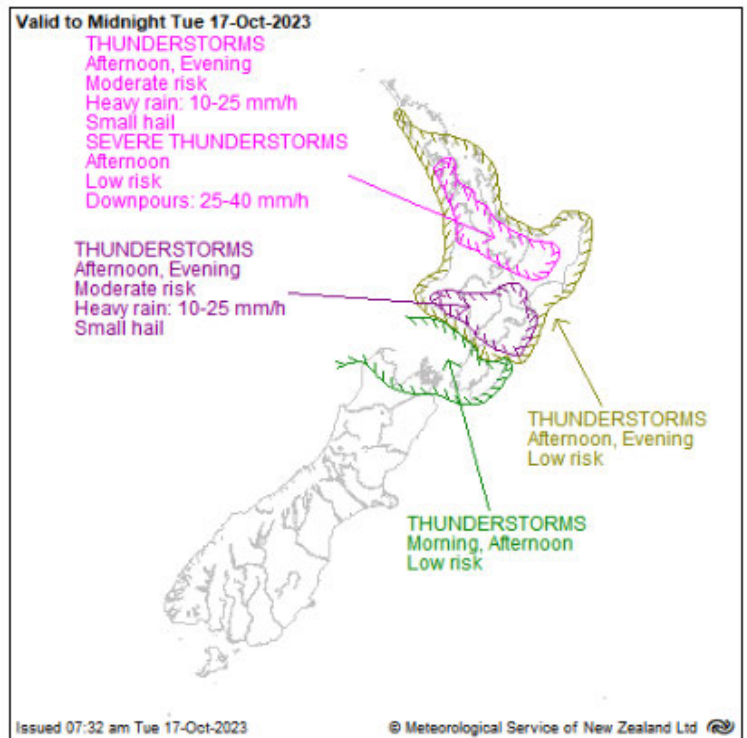 Valid to Midnight Tue 17-Oct-2023
THUNDERSTORMS
Afternoon, Evening
Moderate risk
Heavy rain: 10-25 mm/h
Small hail
SEVERE THUNDERSTORMS
Afternoon
Low risk
Downpours: 25-40 mm/h
THUNDERSTORMS
Afternoon, Evening
Moderate risk
Heavy rain: 10-25 mm/h
Small hail
THUNDERSTORMS
Afternoon, Evening
Low risk
THUNDERSTORMS
Morning, Afternoon
Low risk
Issued 07:32 am Tue 17-Oct-2023
© Meteorological Service of New Zealand Ltd